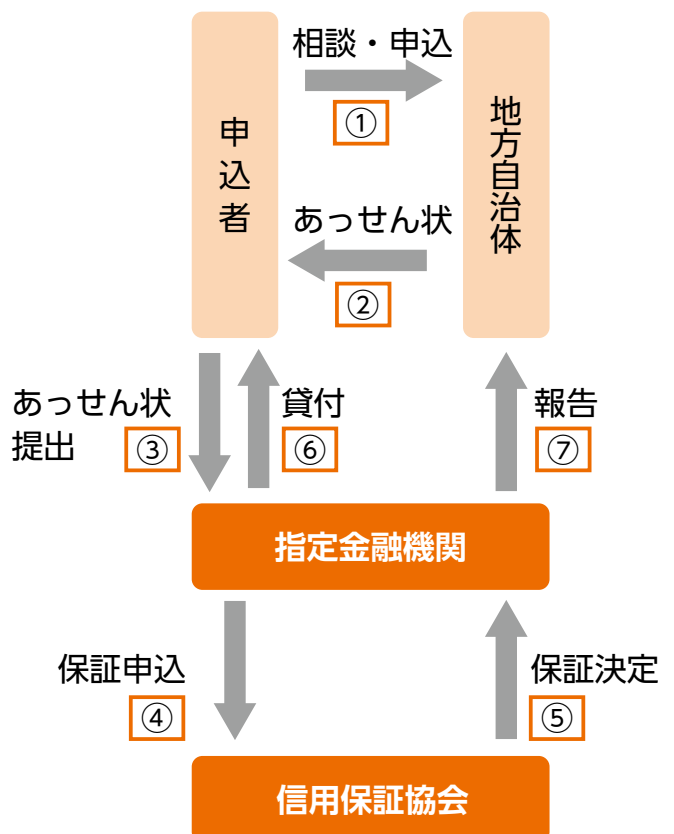 相談・申込
①
申込者
地方自治体
あっせん状
②
あっせん状
提出 ③
貸付
⑥
報告
⑦
指定金融機関
保証申込
④
保証決定
⑤
信用保証協会